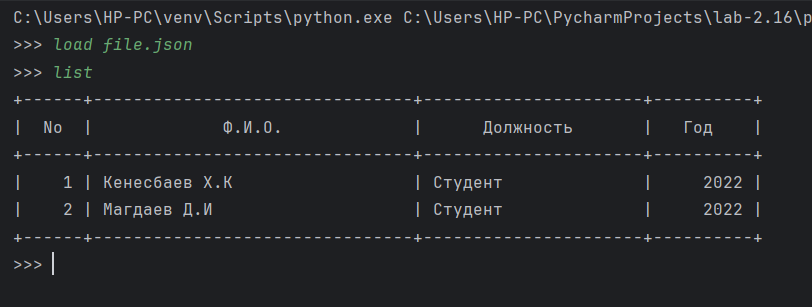 C:\Users\HP-PC\venv\Scripts\python.exe C:\Users\HP-PC\PycharmProjects\lab-2.16\p
>>> load file.json
>>> list
+------+--------------------------------+----------------------+----------+
|  No  |             Ф.И.О.             |      Должность       |   Год    |
+------+--------------------------------+----------------------+----------+
|    1 | Кенесбаев Х.К                  | Студент              |     2022 |
|    2 | Магдаев Д.И                    | Студент              |     2022 |
+------+--------------------------------+----------------------+----------+
>>>